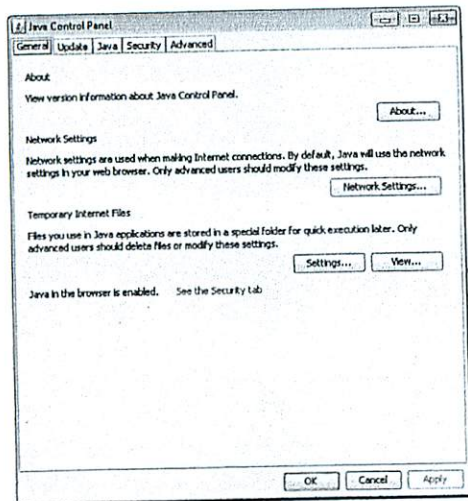 Java Control Panel
General Update Java Security Advanced
About
View version information about Java Control Panel.
About...
Network Settings
Network settings are used when making Internet connections. By default, Java will use the network
settings in your web browser. Only advanced users should modify these settings.
Network Settings...
Temporary Internet Files
Files you use in Java applications are stored in a special folder for quick execution later. Only
advanced users should delete files or modify these settings.
Settings... View...
Java in the browser is enabled. See the Security tab
OK Cancel Apply